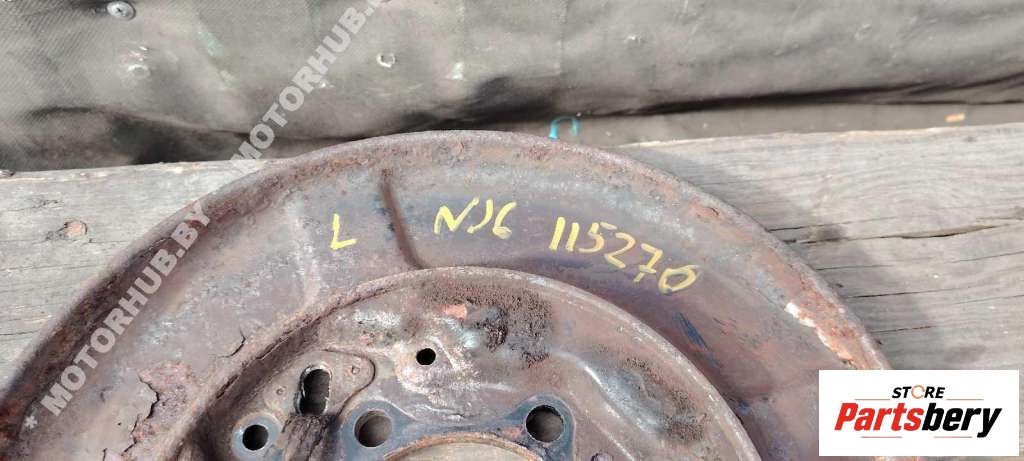 * MOTORHUB.BY * MOTORHUB.BY
L NJ6 115270
STORE
Partsbery